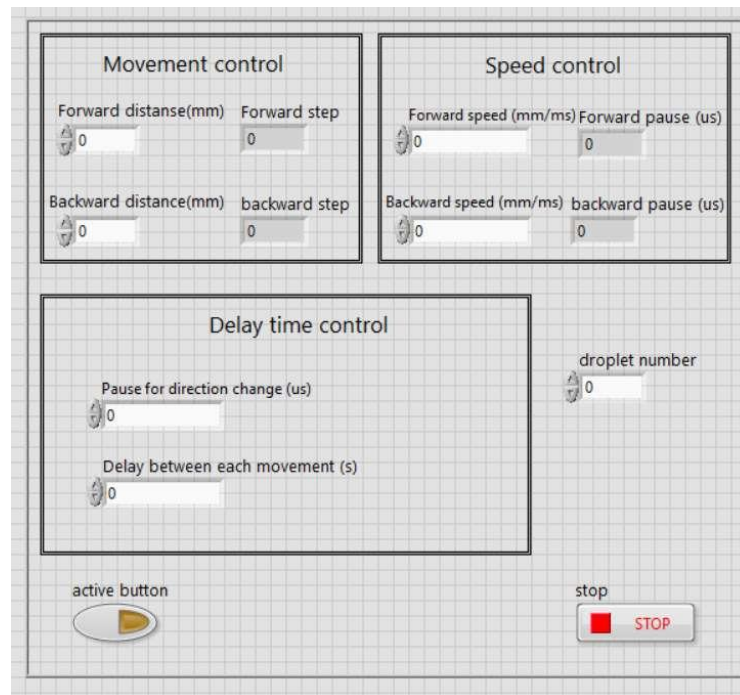 Movement control
Forward distanse(mm) Forward step
0 0
Backward distance(mm) backward step
0 0
Speed control
Forward speed (mm/ms) Forward pause (us)
0 0
Backward speed (mm/ms) backward pause (us)
0 0
Delay time control
Pause for direction change (us)
0
Delay between each movement (s)
0
droplet number
0
active button
stop
STOP